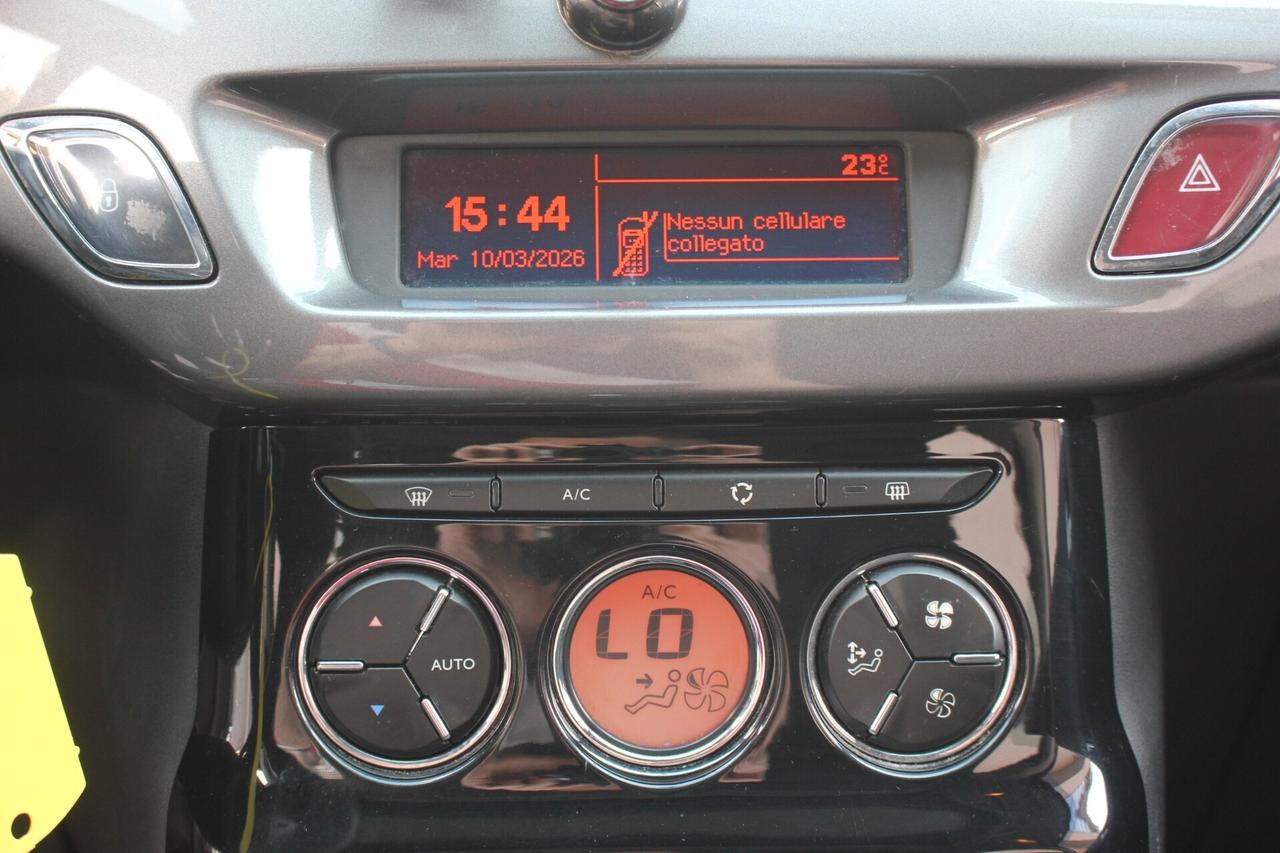 23°C
15:44
Mar 10/03/2026
Nessun cellulare
collegato
A/C
A/C
LO
AUTO